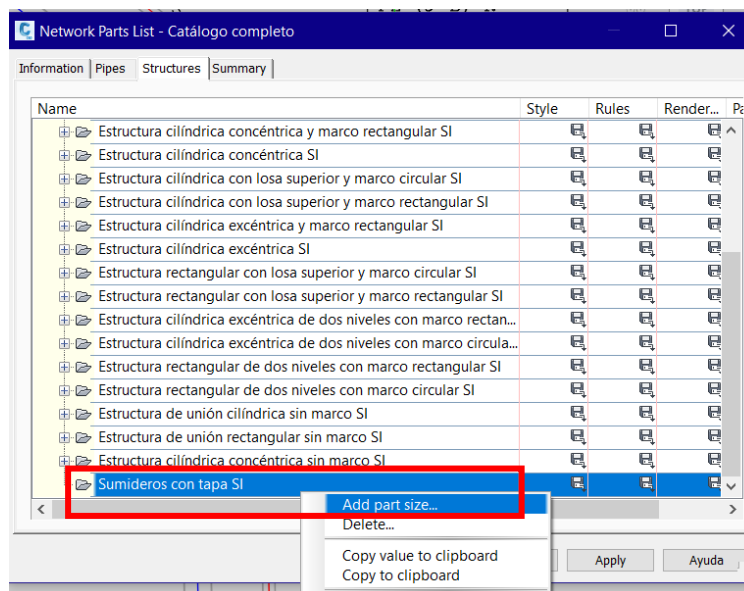 Network Parts List - Catálogo completo
Information Pipes Structures Summary
Name Style Rules Render... Pa
Estructura cilíndrica concéntrica y marco rectangular SI
Estructura cilíndrica concéntrica SI
Estructura cilíndrica con losa superior y marco circular SI
Estructura cilíndrica con losa superior y marco rectangular SI
Estructura cilíndrica excéntrica y marco rectangular SI
Estructura cilíndrica excéntrica SI
Estructura rectangular con losa superior y marco circular SI
Estructura rectangular con losa superior y marco rectangular SI
Estructura cilíndrica excéntrica de dos niveles con marco rectan...
Estructura cilíndrica excéntrica de dos niveles con marco circula...
Estructura rectangular de dos niveles con marco rectangular SI
Estructura rectangular de dos niveles con marco circular SI
Estructura de unión cilíndrica sin marco SI
Estructura de unión rectangular sin marco SI
Estructura cilíndrica concéntrica sin marco SI
Sumideros con tapa SI
Add part size...
Delete...
Copy value to clipboard
Copy to clipboard
Apply Ayuda